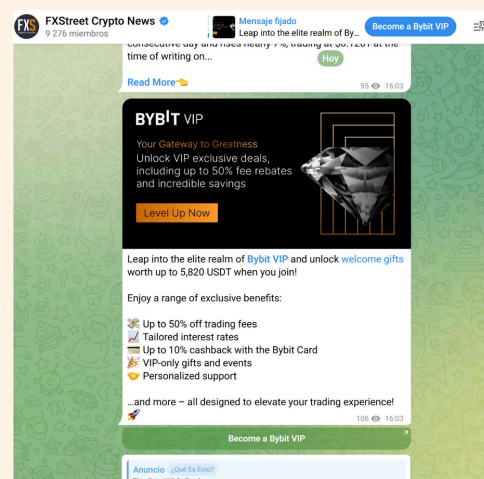 FXStreet Crypto News
9 276 miembros
Mensaje fijado
Leap into the elite realm of By...
Become a Bybit VIP
consecutive day and rises nearly 7%, trading at $0.1201 at the
time of writing on...
Hoy
Read More
95 16:03
BYBIT VIP
Your Gateway to Greatness
Unlock VIP exclusive deals,
including up to 50% fee rebates
and incredible savings
Level Up Now
Leap into the elite realm of Bybit VIP and unlock welcome gifts
worth up to 5,820 USDT when you join!
Enjoy a range of exclusive benefits:
Up to 50% off trading fees
Tailored interest rates
Up to 10% cashback with the Bybit Card
VIP-only gifts and events
Personalized support
...and more – all designed to elevate your trading experience!
106 16:03
Become a Bybit VIP
Anuncio ¿Qué Es Esto?